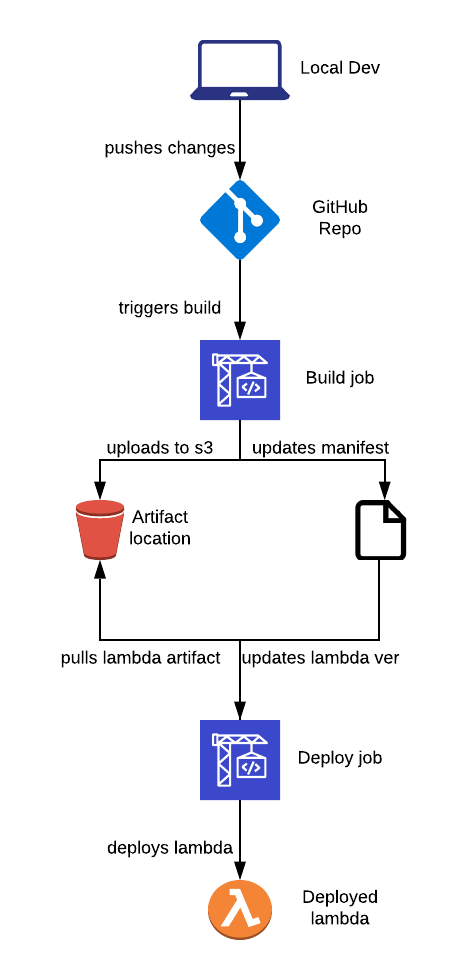 Local Dev
pushes changes
GitHub
Repo
triggers build
Build job
uploads to s3
updates manifest
Artifact
location
pulls lambda artifact
updates lambda ver
Deploy job
deploys lambda
Deployed
lambda